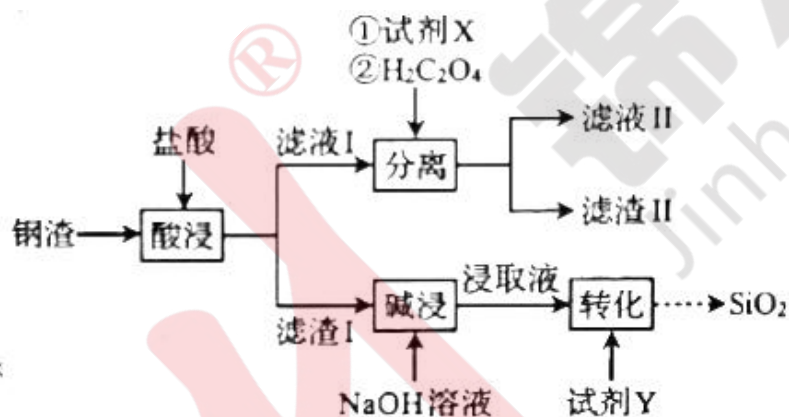 ①试剂X
②H₂C₂O₄
盐酸
滤液I
分离
滤液II
滤渣II
钢渣
酸浸
滤渣I
碱浸
浸取液
转化
SiO₂
NaOH溶液
试剂Y
®
Jinh